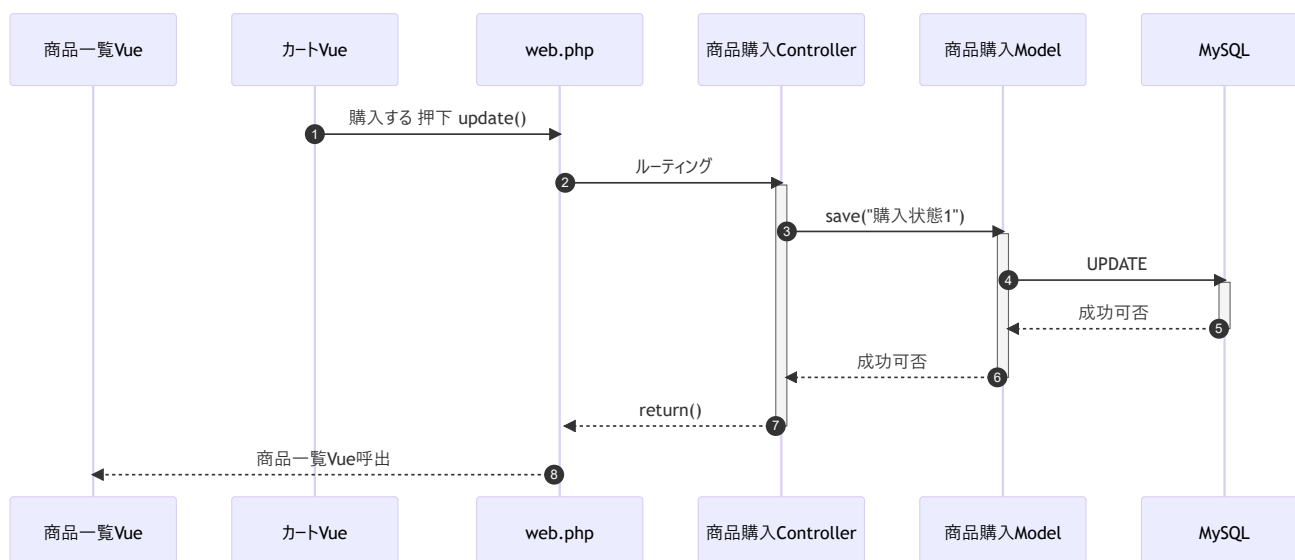 商品一覧Vue
カートVue
web.php
商品購入Controller
商品購入Model
MySQL
購入する 押下 update()
1
ルーティング
2
save("購入状態1")
3
UPDATE
4
成功可否
5
成功可否
6
return()
7
商品一覧Vue呼出
8
商品一覧Vue
カートVue
web.php
商品購入Controller
商品購入Model
MySQL